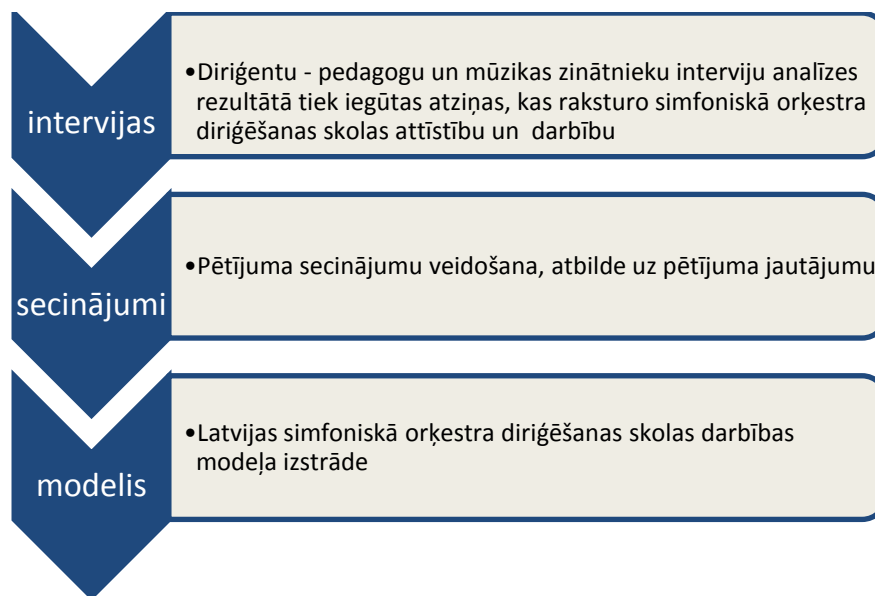 intervijas
•Diriģentu - pedagogu un mūzikas zinātnieku interviju analīzes
rezultātā tiek iegūtas atziņas, kas raksturo simfoniskā orķestra
diriģēšanas skolas attīstību un darbību
secinājumi
•Pētījuma secinājumu veidošana, atbilde uz pētījuma jautājumu
modelis
•Latvijas simfoniskā orķestra diriģēšanas skolas darbības
modeļa izstrāde